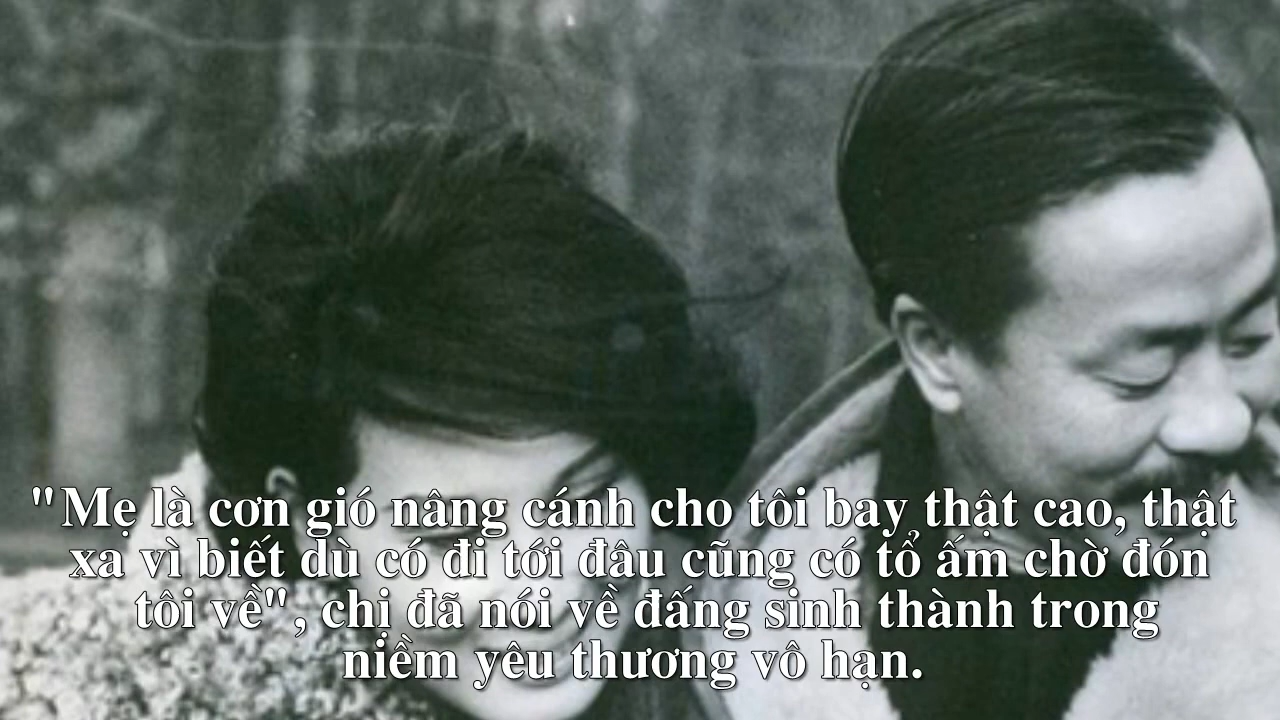 "Mẹ là cơn gió nâng cánh cho tôi bay thật cao, thật
xa vì biết dù có đi tới đâu cũng có tổ ấm chờ đón
tôi về", chị đã nói về đấng sinh thành trong
niềm yêu thương vô hạn.